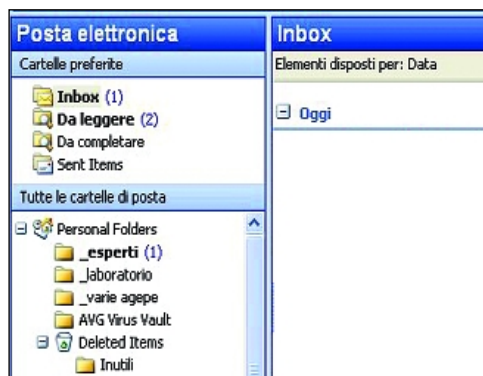 Posta elettronica
Cartelle preferite
Inbox (1)
Da leggere (2)
Da completare
Sent Items
Tutte le cartelle di posta
Personal Folders
_esperti (1)
_laboratorio
_varie agepe
AVG Virus Vault
Deleted Items
Inutili
Inbox
Elementi disposti per: Data
Oggi